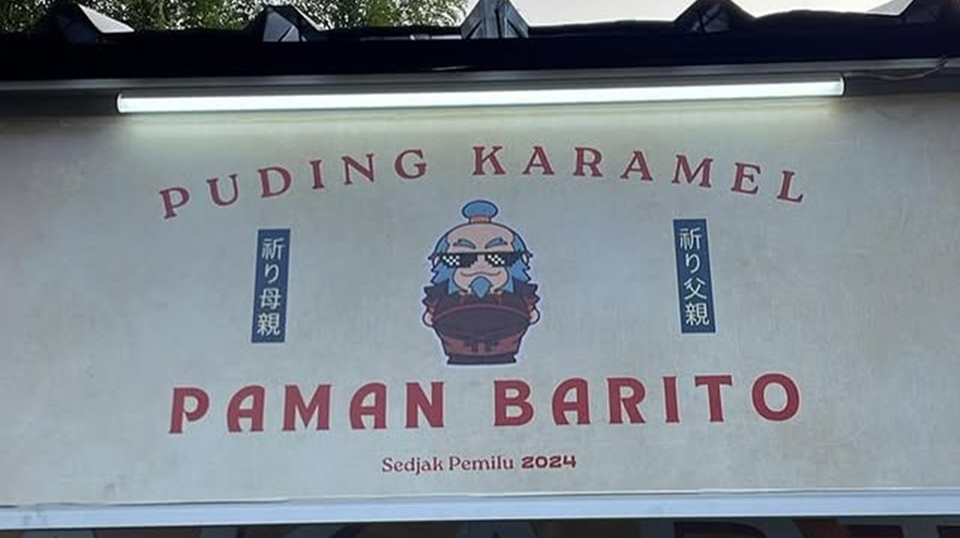 PUDING KARAMEL
祈り母親
祈り父親
PAMAN BARITO
Sedjak Pemilu 2024